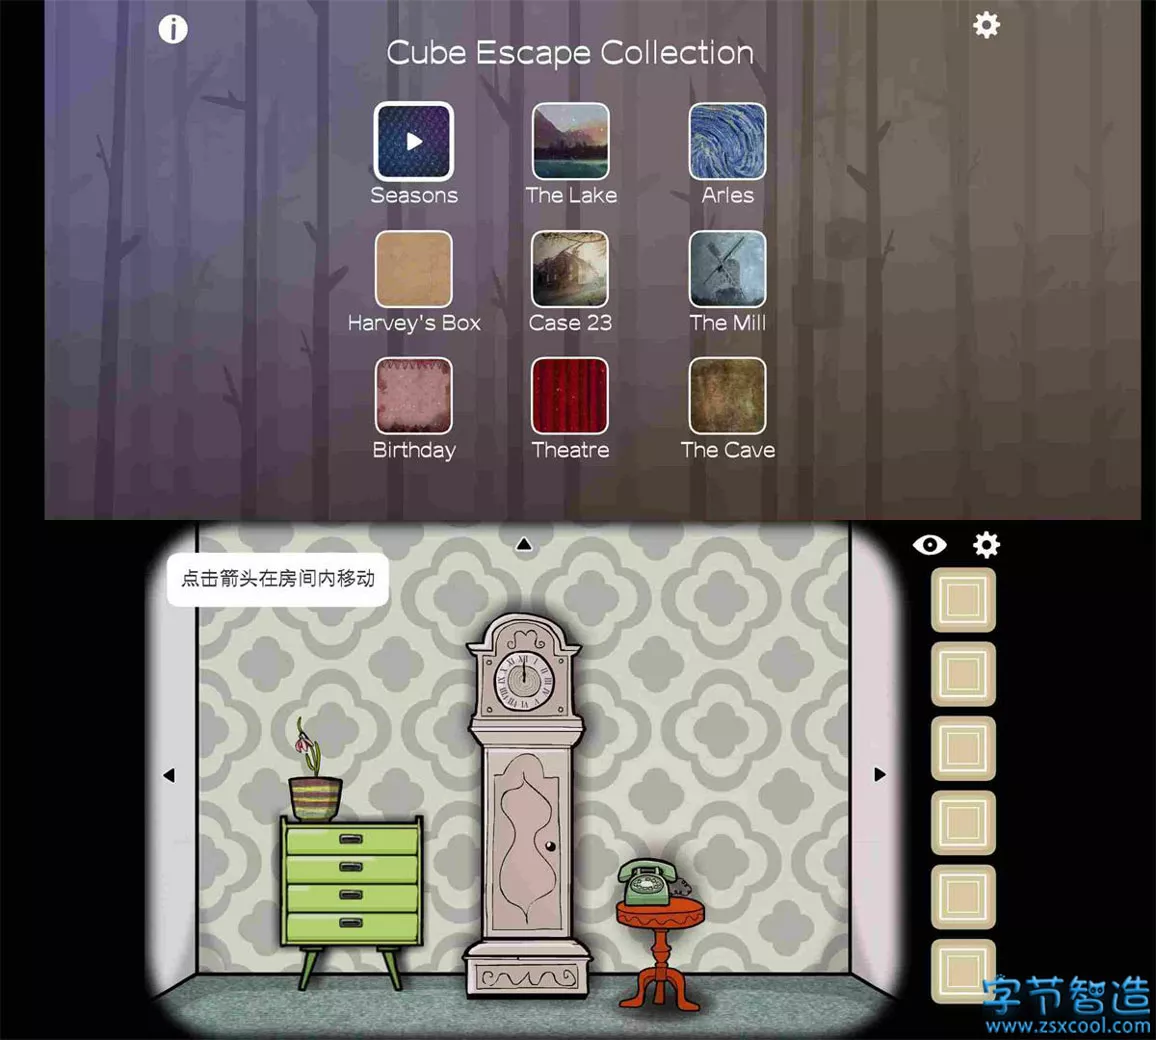 Cube Escape Collection
Seasons
The Lake
Arles
Harvey's Box
Case 23
The Mill
Birthday
Theatre
The Cave
点击箭头在房间内移动
字节智造
www.zsxcool.com